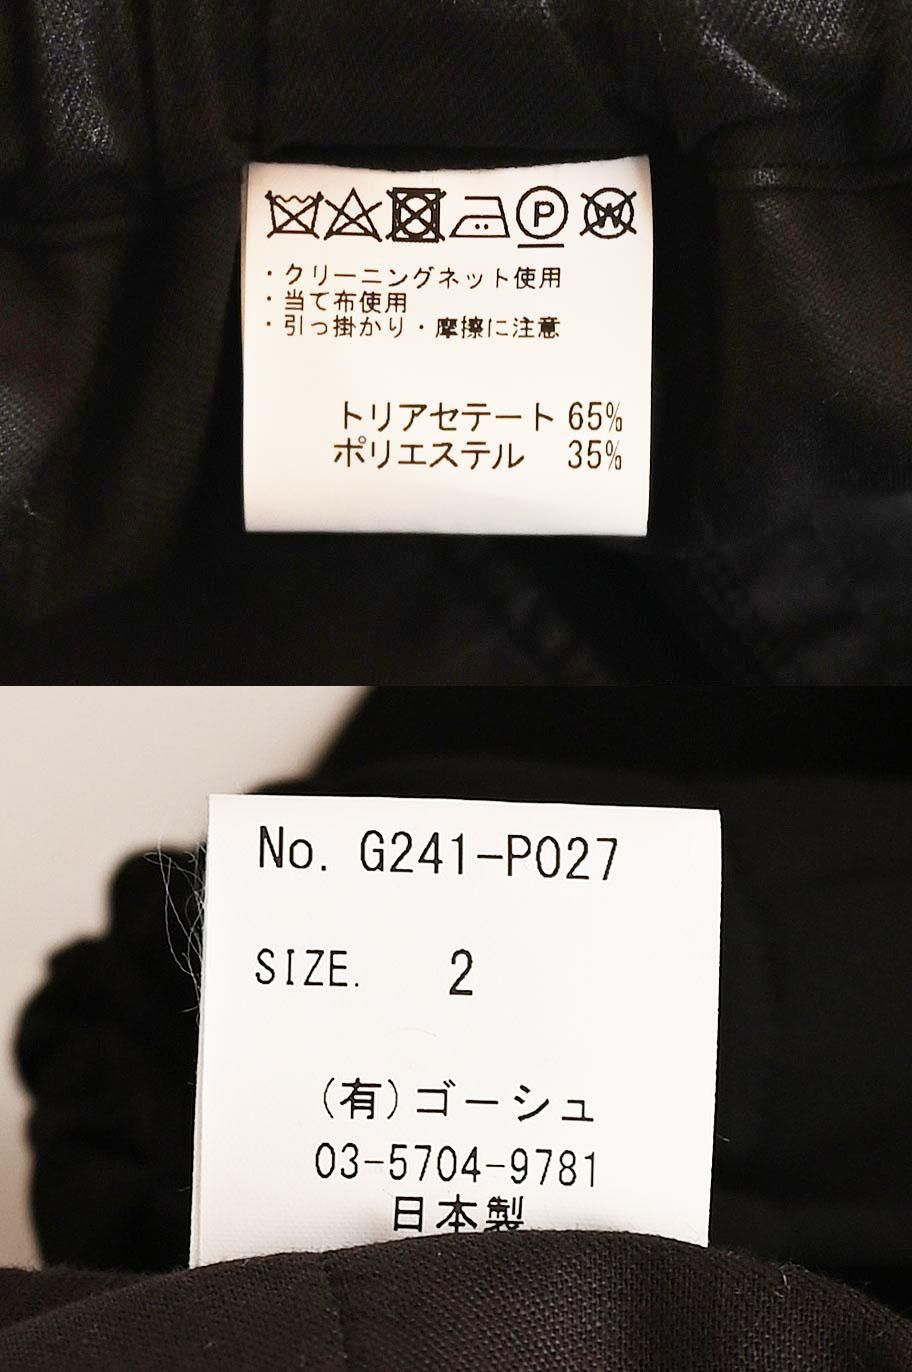 P W
・クリーニングネット使用
・当て布使用
・引っ掛かり・摩擦に注意
トリアセテート 65%
ポリエステル 35%
No. G241-P027
SIZE. 2
(有)ゴーシュ
03-5704-9781
日本製